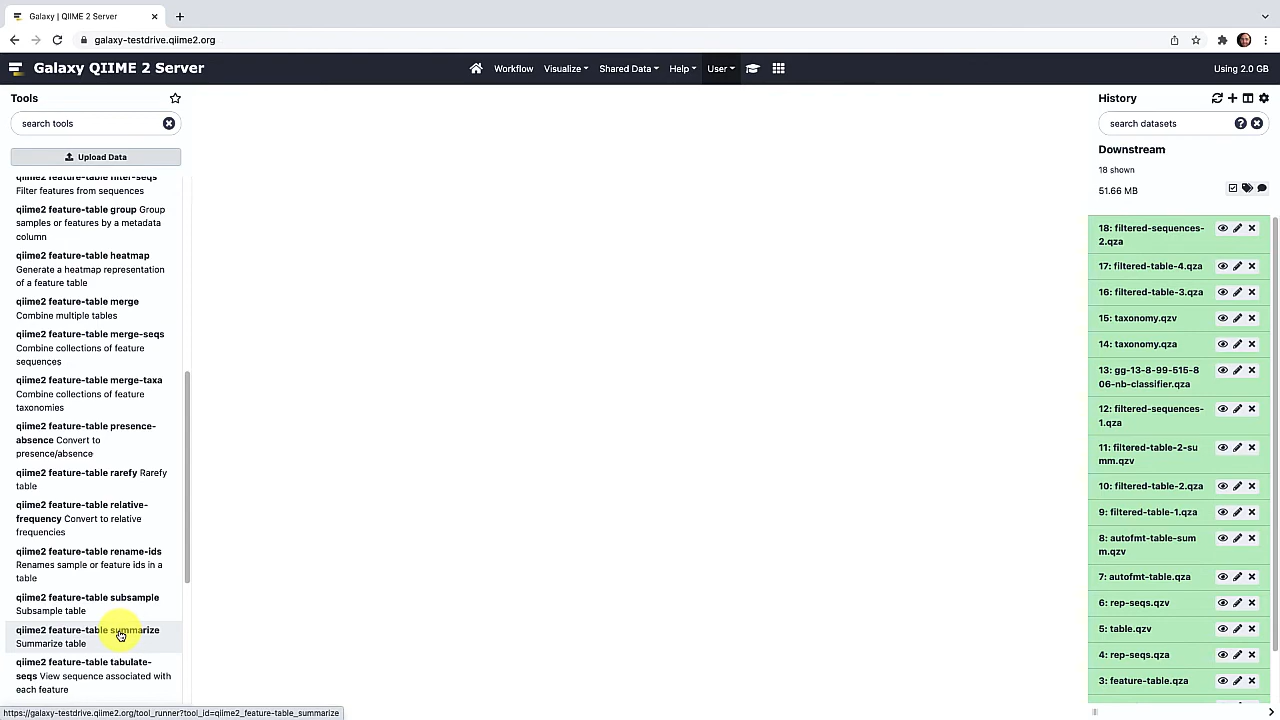 Galaxy | QIIME 2 Server
galaxy-testdrive.qiime2.org
Galaxy QIIME 2 Server
Workflow
Visualize
Shared Data
Help
User
Using 2.0 GB
Tools
search tools
Upload Data
qiime2 feature-table filter-seqs
Filter features from sequences
qiime2 feature-table group Group
samples or features by a metadata
column
qiime2 feature-table heatmap
Generate a heatmap representation
of a feature table
qiime2 feature-table merge
Combine multiple tables
qiime2 feature-table merge-seqs
Combine collections of feature
sequences
qiime2 feature-table merge-taxa
Combine collections of feature
taxonomies
qiime2 feature-table presence-
absence Convert to
presence/absence
qiime2 feature-table rarefy Rarefy
table
qiime2 feature-table relative-
frequency Convert to relative
frequencies
qiime2 feature-table rename-ids
Renames sample or feature ids in a
table
qiime2 feature-table subsample
Subsample table
qiime2 feature-table summarize
Summarize table
qiime2 feature-table tabulate-
seqs View sequence associated with
each feature
https://galaxy-testdrive.qiime2.org/tool_runner?tool_id=qiime2_feature-table_summarize
History
search datasets
Downstream
18 shown
51.66 MB
18: filtered-sequences-
2.qza
17: filtered-table-4.qza
16: filtered-table-3.qza
15: taxonomy.qzv
14: taxonomy.qza
13: gg-13-8-99-515-8
06-nb-classifier.qza
12: filtered-sequences-
1.qza
11: filtered-table-2-su
mm.qzv
10: filtered-table-2.qza
9: filtered-table-1.qza
8: autofmt-table-sum
m.qzv
7: autofmt-table.qza
6: rep-seqs.qzv
5: table.qzv
4: rep-seqs.qza
3: feature-table.qza